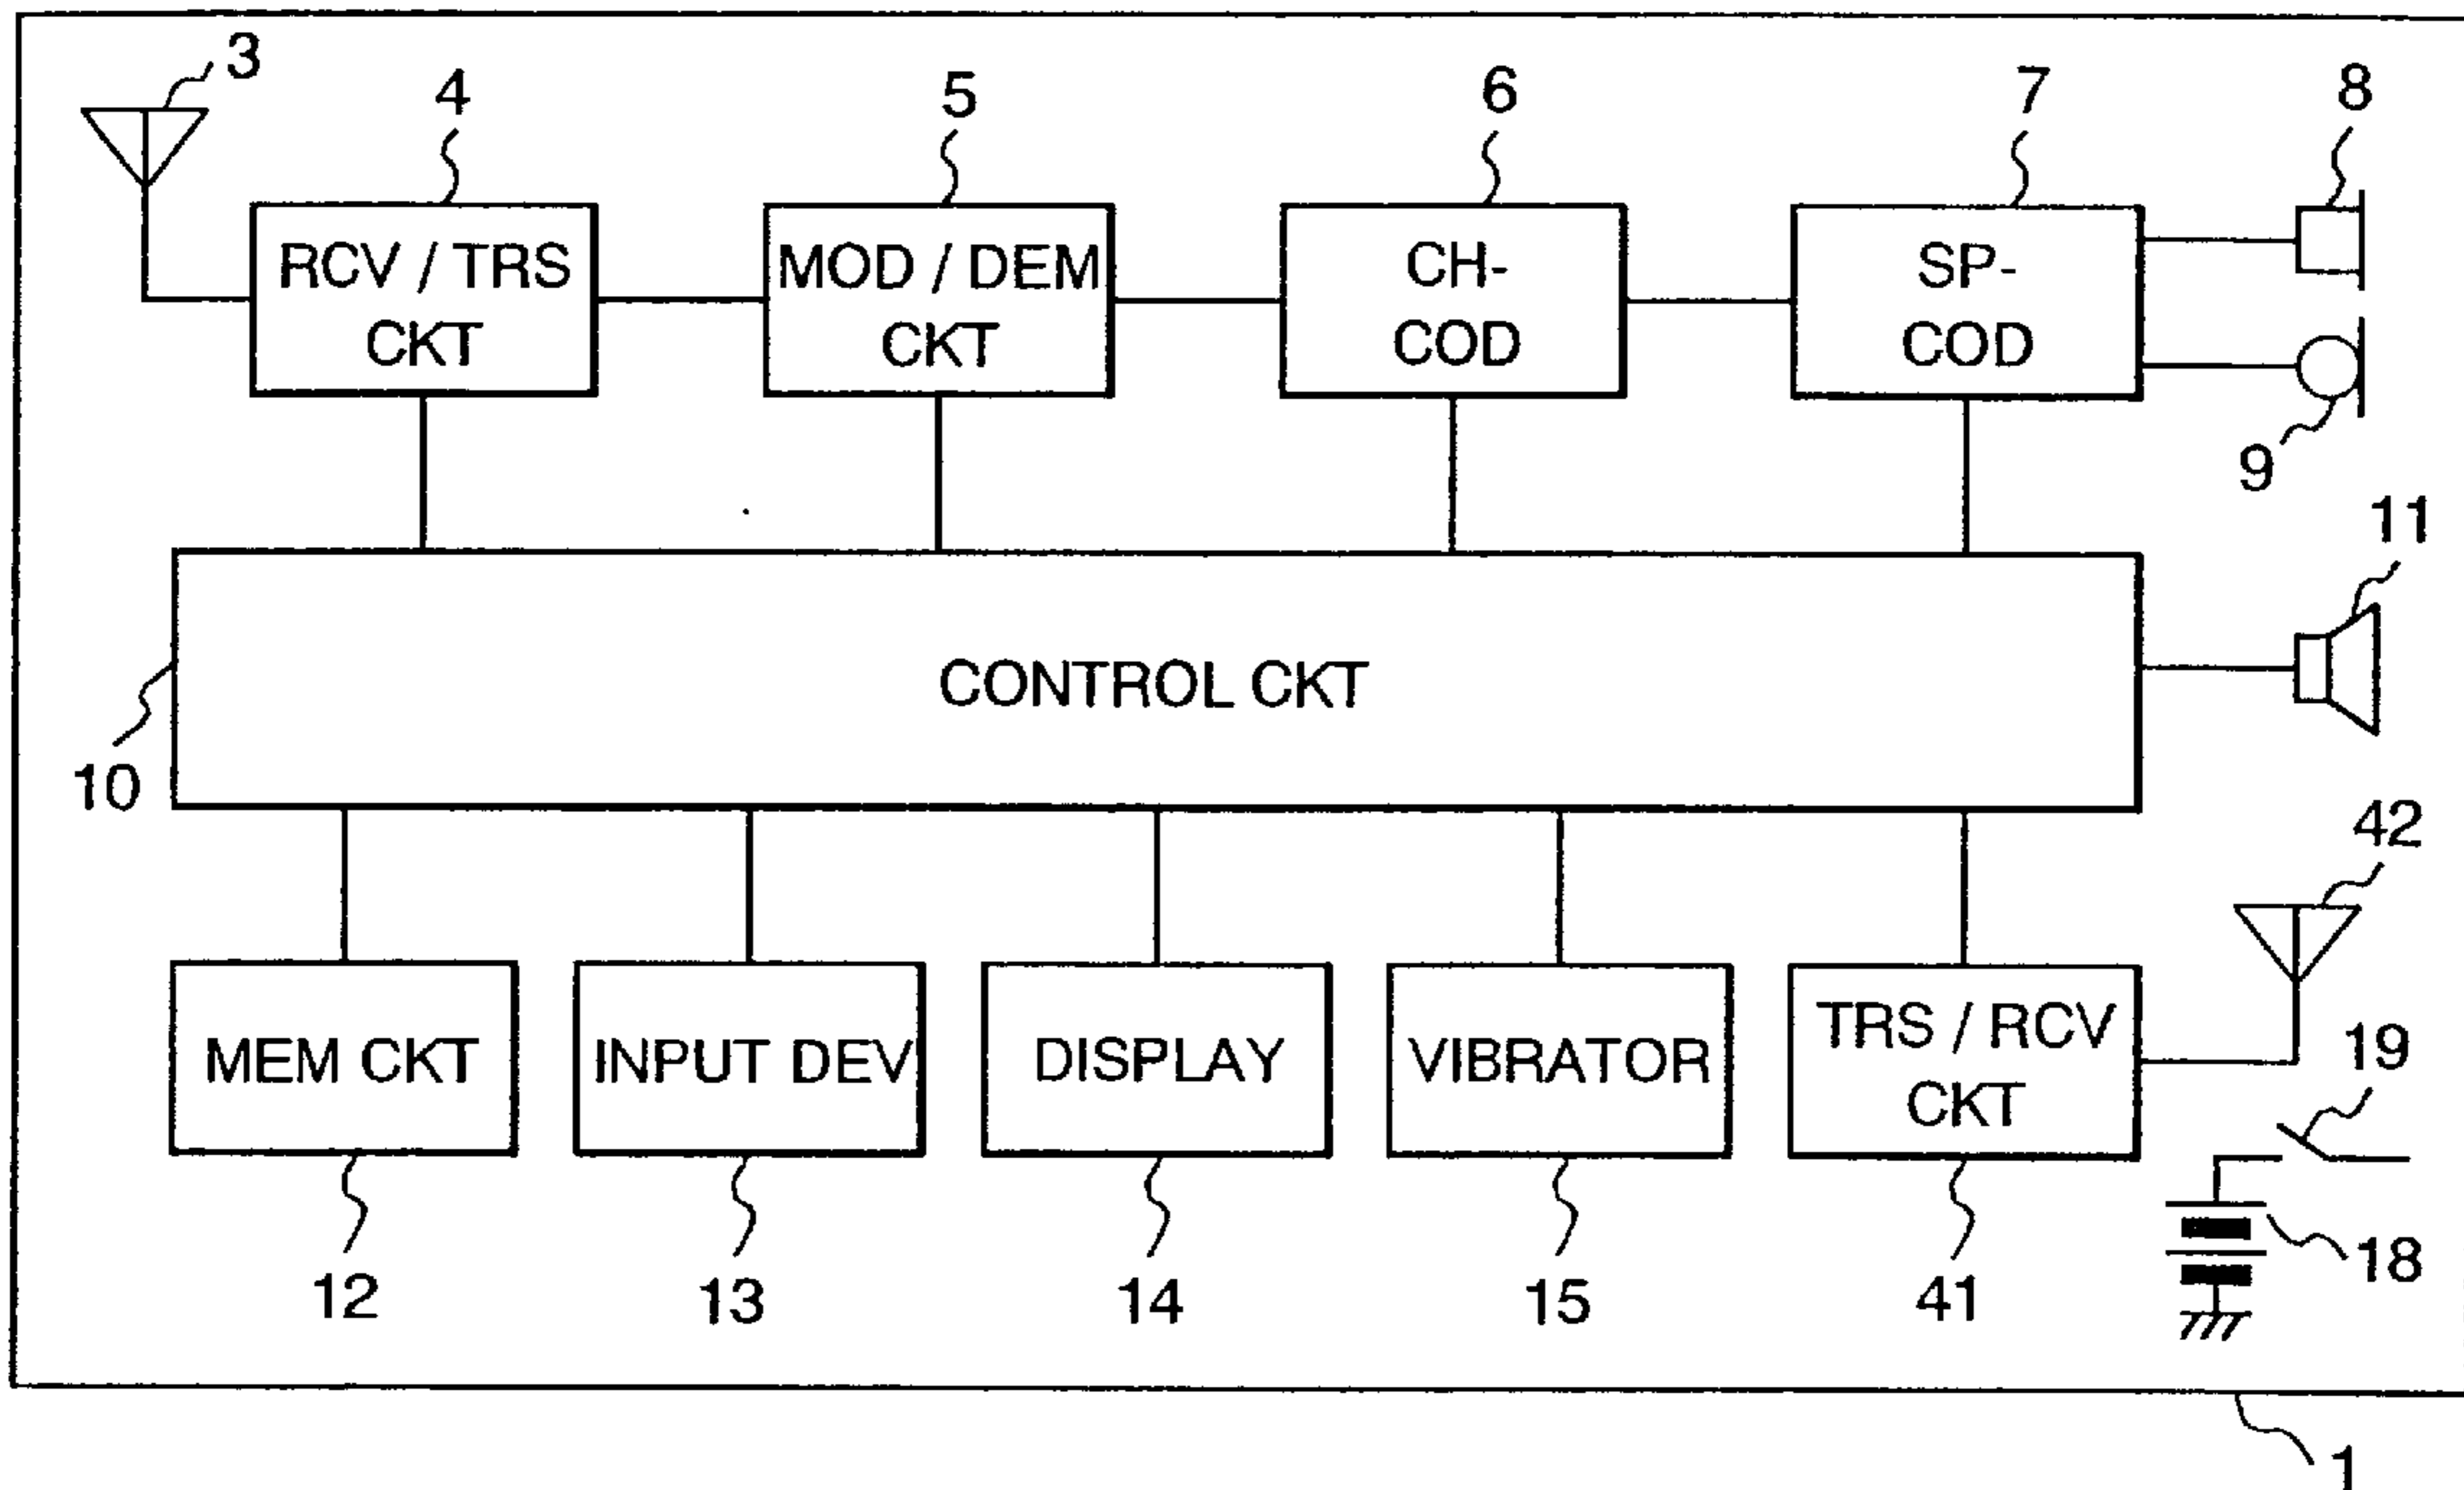 3
4
5
6
7
8
RCV / TRS
CKT
MOD / DEM
CKT
CH-
COD
SP-
COD
9
11
CONTROL CKT
10
42
MEM CKT
INPUT DEV
DISPLAY
VIBRATOR
TRS / RCV
CKT
19
18
12
13
14
15
41
1